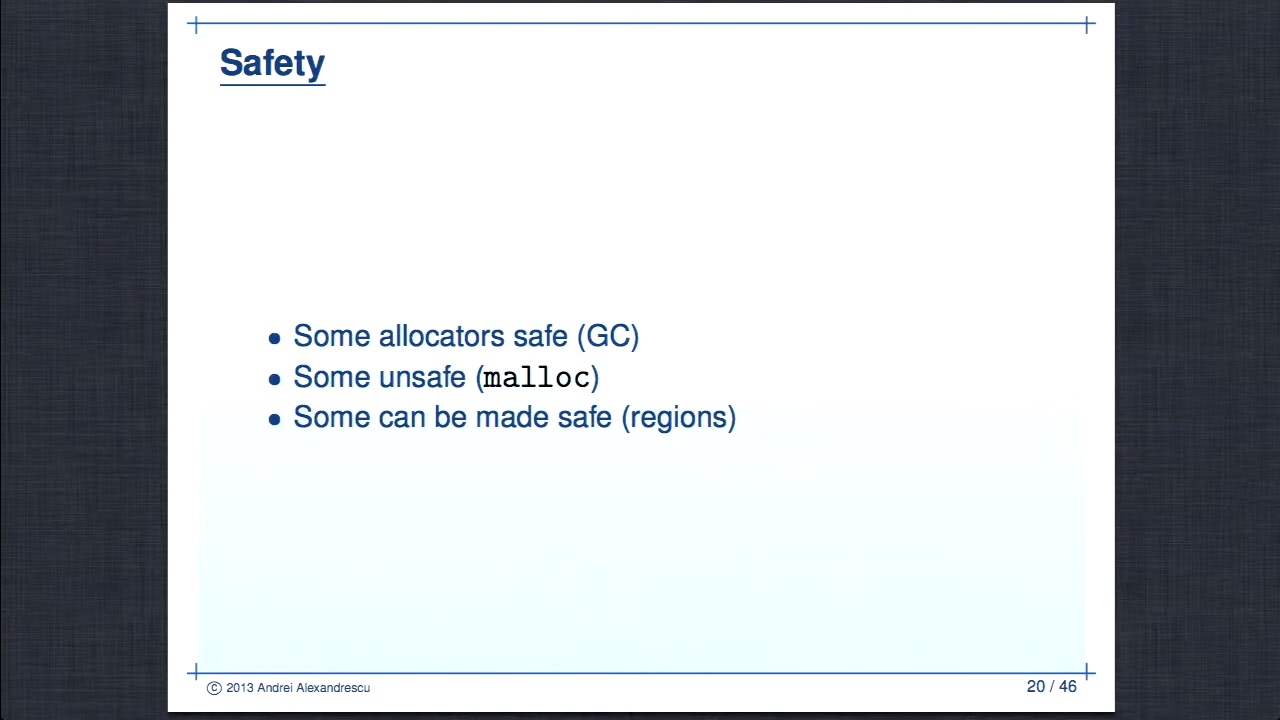 Safety
• Some allocators safe (GC)
• Some unsafe (malloc)
• Some can be made safe (regions)
© 2013 Andrei Alexandrescu
20 / 46